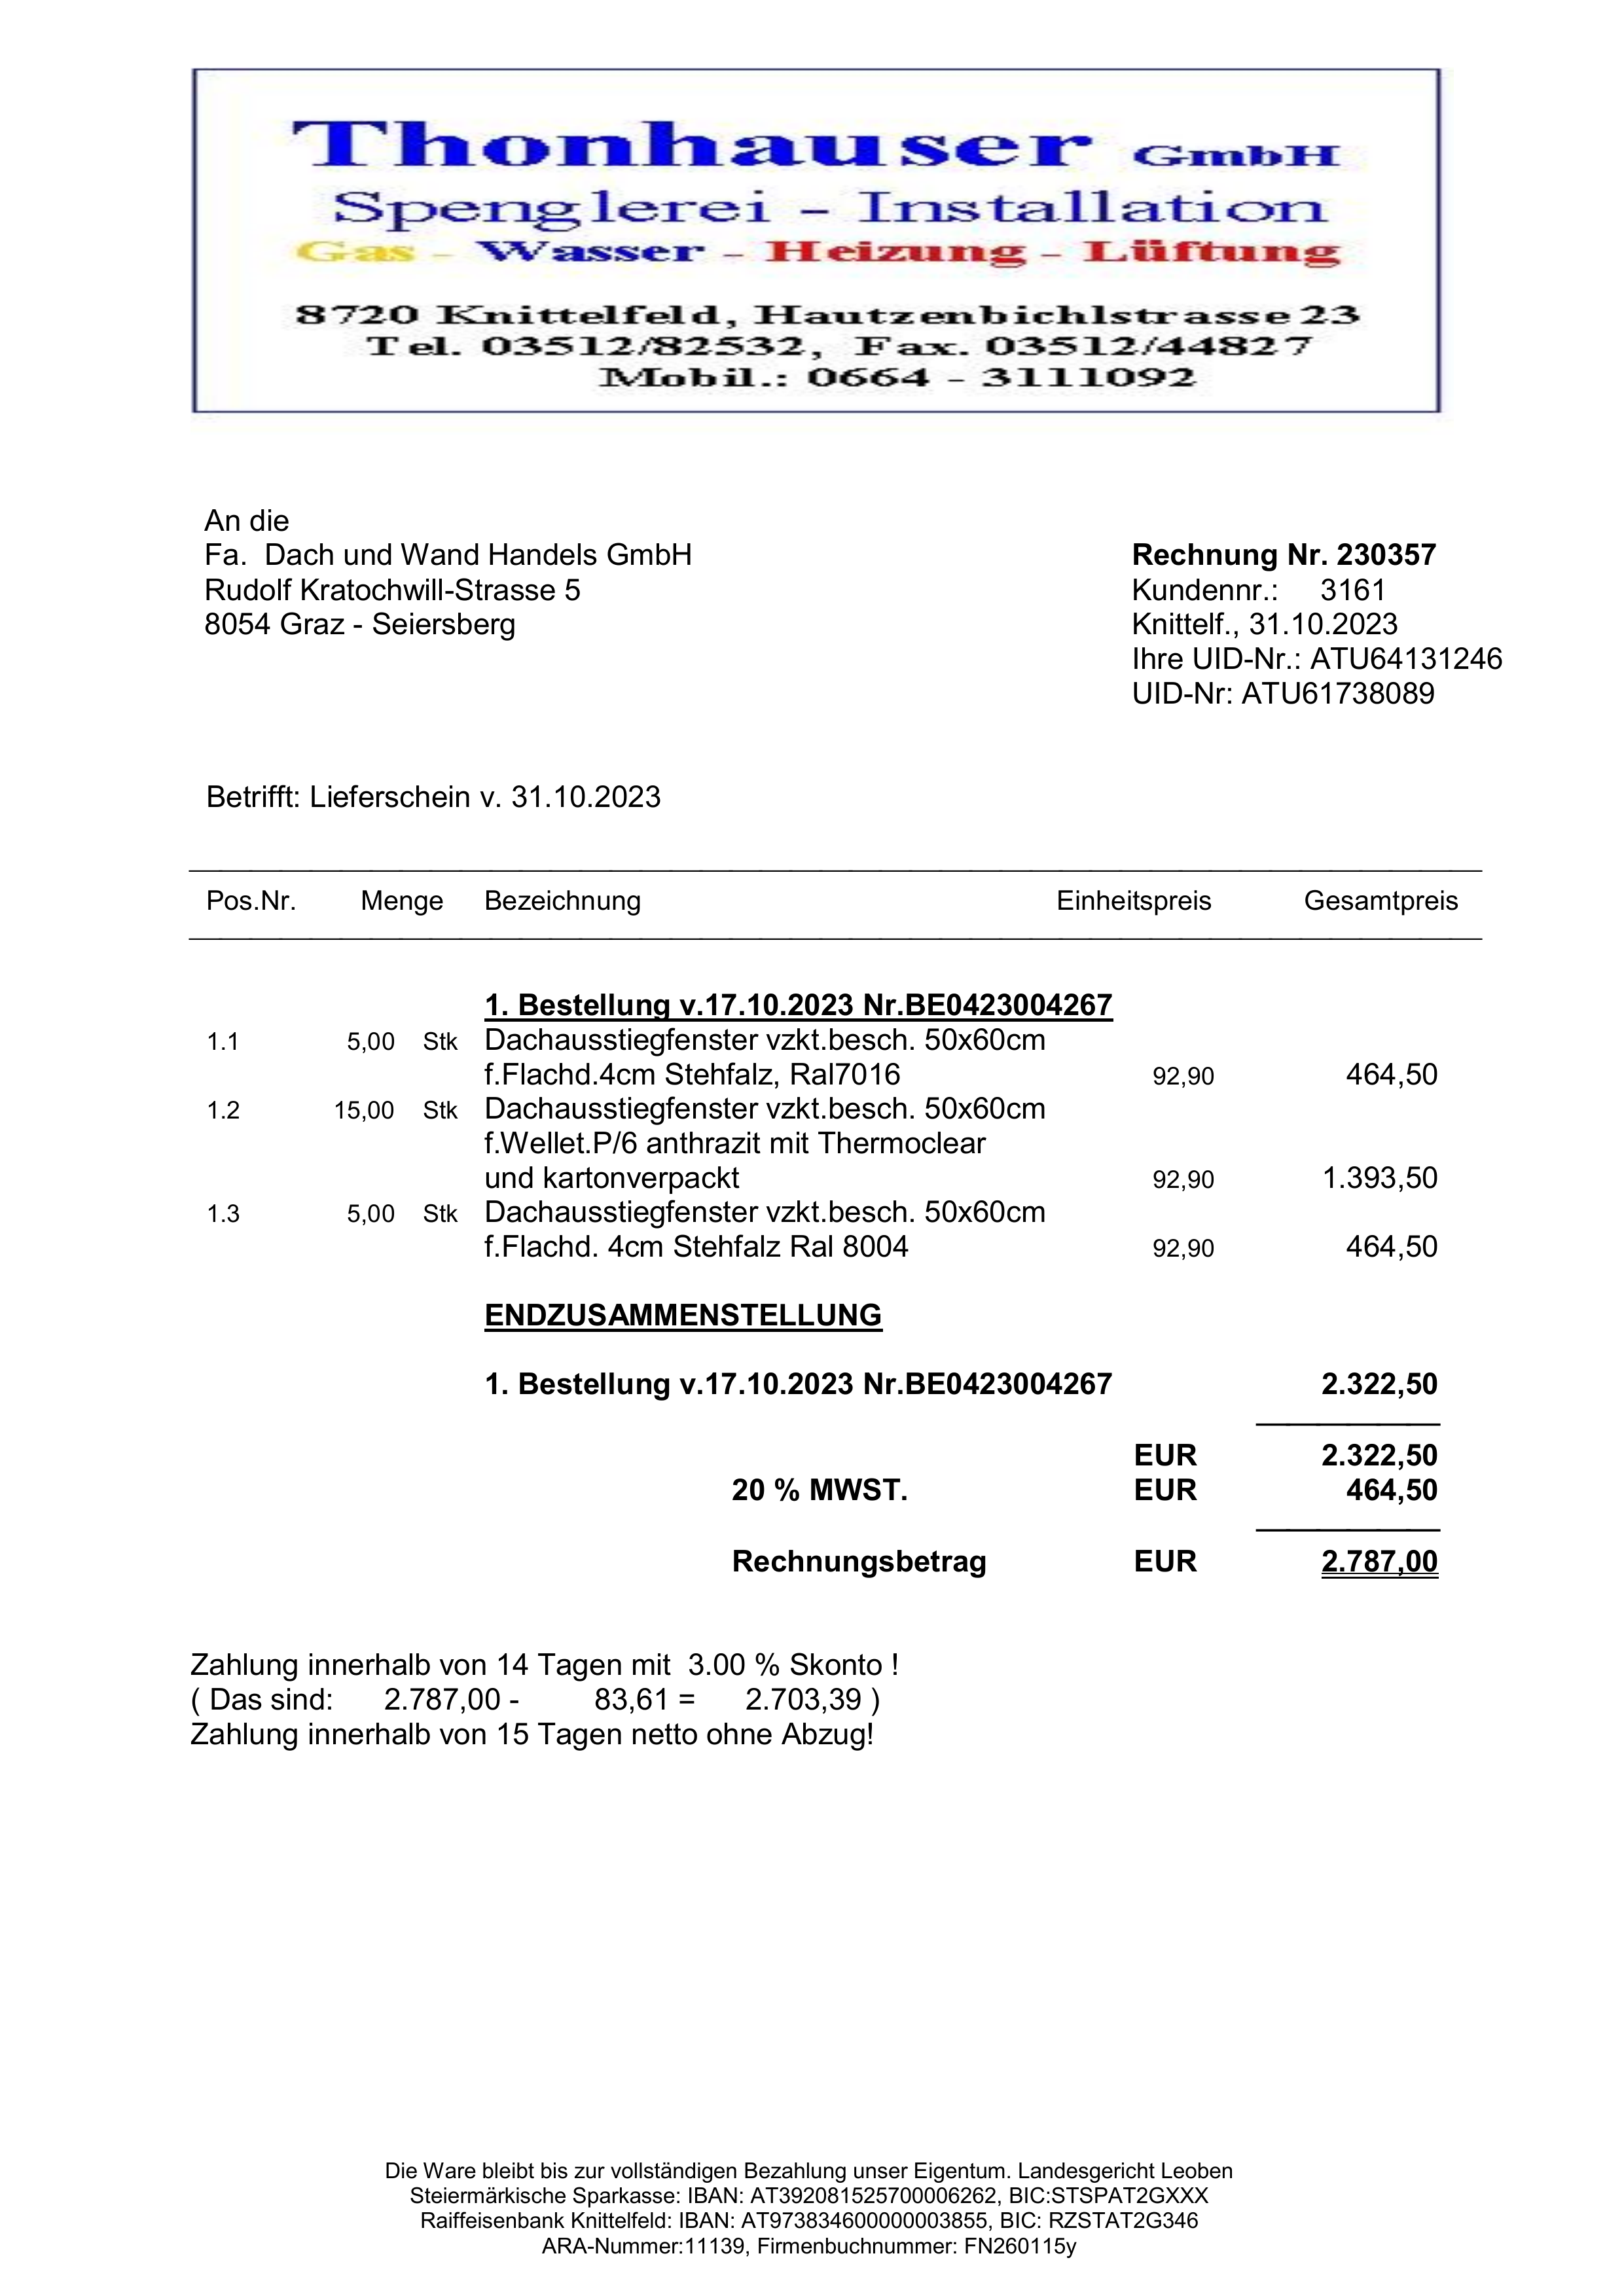 Thonhauser GmbH
Spenglerei - Installation
Gas - Wasser - Heizung - Lüftung
8720 Knittelfeld, Hautzenbichlstrasse 23
Tel. 03512/82532, Fax. 03512/44827
Mobil.: 0664 - 3111092
An die
Fa. Dach und Wand Handels GmbH
Rudolf Kratochwill-Strasse 5
8054 Graz - Seiersberg
Rechnung Nr. 230357
Kundennr.: 3161
Knittelf., 31.10.2023
Ihre UID-Nr.: ATU64131246
UID-Nr: ATU61738089
Betrifft: Lieferschein v. 31.10.2023
Pos.Nr. Menge Bezeichnung Einheitspreis Gesamtpreis
1. Bestellung v.17.10.2023 Nr.BE0423004267
1.1 5,00 Stk Dachausstiegfenster vzkt.besch. 50x60cm
f.Flachd.4cm Stehfalz, Ral7016 92,90 464,50
1.2 15,00 Stk Dachausstiegfenster vzkt.besch. 50x60cm
f.Wellet.P/6 anthrazit mit Thermoclear
und kartonverpackt 92,90 1.393,50
1.3 5,00 Stk Dachausstiegfenster vzkt.besch. 50x60cm
f.Flachd. 4cm Stehfalz Ral 8004 92,90 464,50
ENDZUSAMMENSTELLUNG
1. Bestellung v.17.10.2023 Nr.BE0423004267 2.322,50
EUR 2.322,50
20 % MWST. EUR 464,50
Rechnungsbetrag EUR 2.787,00
Zahlung innerhalb von 14 Tagen mit 3.00 % Skonto !
( Das sind: 2.787,00 - 83,61 = 2.703,39 )
Zahlung innerhalb von 15 Tagen netto ohne Abzug!
Die Ware bleibt bis zur vollständigen Bezahlung unser Eigentum. Landesgericht Leoben
Steiermärkische Sparkasse: IBAN: AT392081525700006262, BIC:STSPAT2GXXX
Raiffeisenbank Knittelfeld: IBAN: AT973834600000003855, BIC: RZSTAT2G346
ARA-Nummer:11139, Firmenbuchnummer: FN260115y